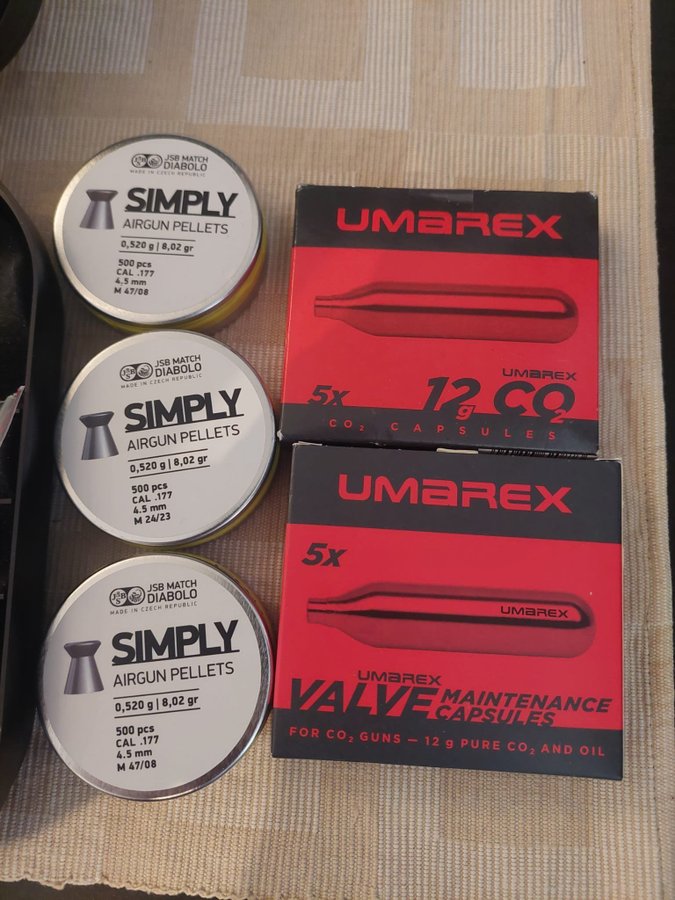 JSB MATCH
DIABOLO
MADE IN CZECH REPUBLIC
SIMPLY
AIRGUN PELLETS
0,520 g | 8,02 gr
500 pcs
CAL .177
4,5 mm
M 47/08
JSB MATCH
DIABOLO
MADE IN CZECH REPUBLIC
SIMPLY
AIRGUN PELLETS
0,520 g | 8,02 gr
500 pcs
CAL .177
4.5 mm
M 24/23
JSB MATCH
DIABOLO
MADE IN CZECH REPUBLIC
SIMPLY
AIRGUN PELLETS
0,520 g | 8,02 gr
500 pcs
CAL .177
4.5 mm
M 47/08
UMAREX
UMAREX
5x 12g CO2
CO2 CAPSULES
UMAREX
5x
UMAREX
UMAREX
VALVE MAINTENANCE
CAPSULES
FOR CO2 GUNS — 12 g PURE CO2 AND OIL